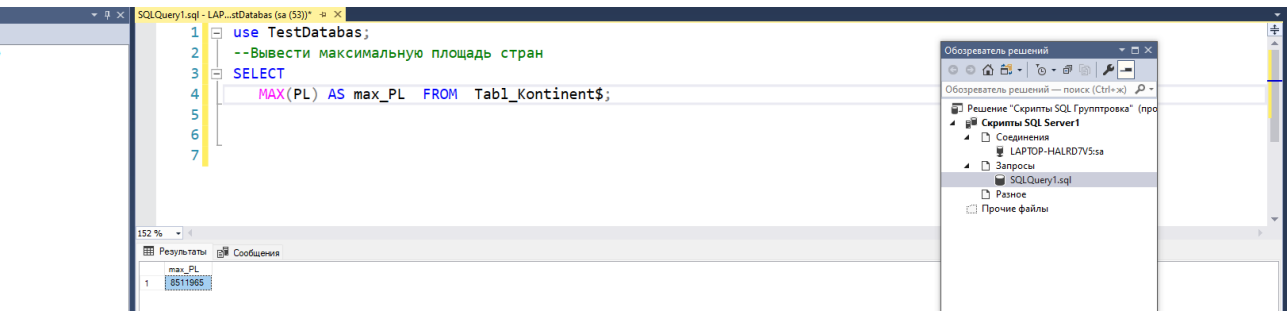 SQLQuery1.sql - LAP...stDatabas (sa (53))*
1 use TestDatabas;
2 --Вывести максимальную площадь стран
3 SELECT
4 MAX(PL) AS max_PL FROM Tabl_Kontinent$;
5
6
7
152 %
Результаты Сообщения
max_PL
1 8511965
Обозреватель решений
Обозреватель решений — поиск (Ctrl+ж)
Решение "Скрипты SQL Групптровка" (про
Скрипты SQL Server1
Соединения
LAPTOP-HALRD7V5:sa
Запросы
SQLQuery1.sql
Разное
Прочие файлы